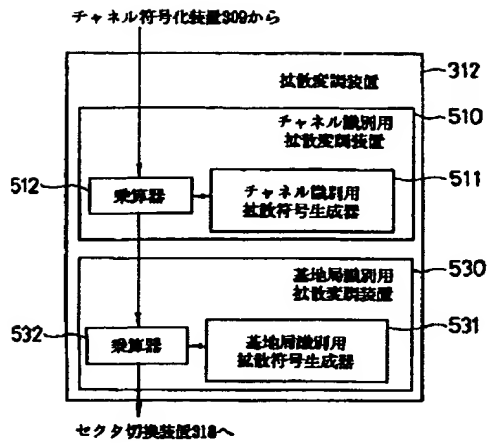 チャネル符号化装置309から
312
拡散変調装置
チャネル識別用
拡散変調装置
510
512
乗算器
チャネル識別用
拡散符号生成器
511
基地局識別用
拡散変調装置
530
532
乗算器
基地局識別用
拡散符号生成器
531
セクタ切換装置318へ